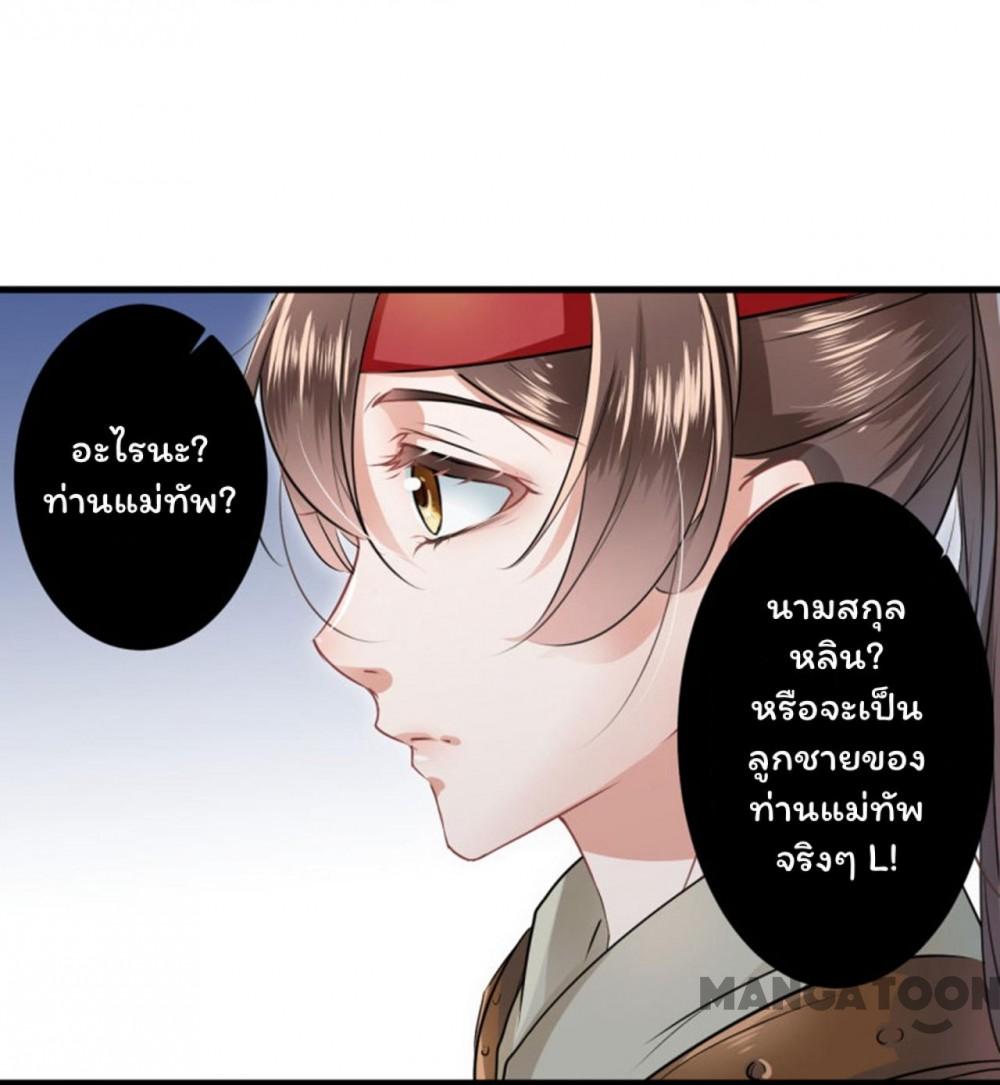 อะไรนะ?
ท่านแม่ทัพ?
นามสกุล
หลิน?
หรือจะเป็น
ลูกชายของ
ท่านแม่ทัพ
จริงๆ L!
MANGATOON